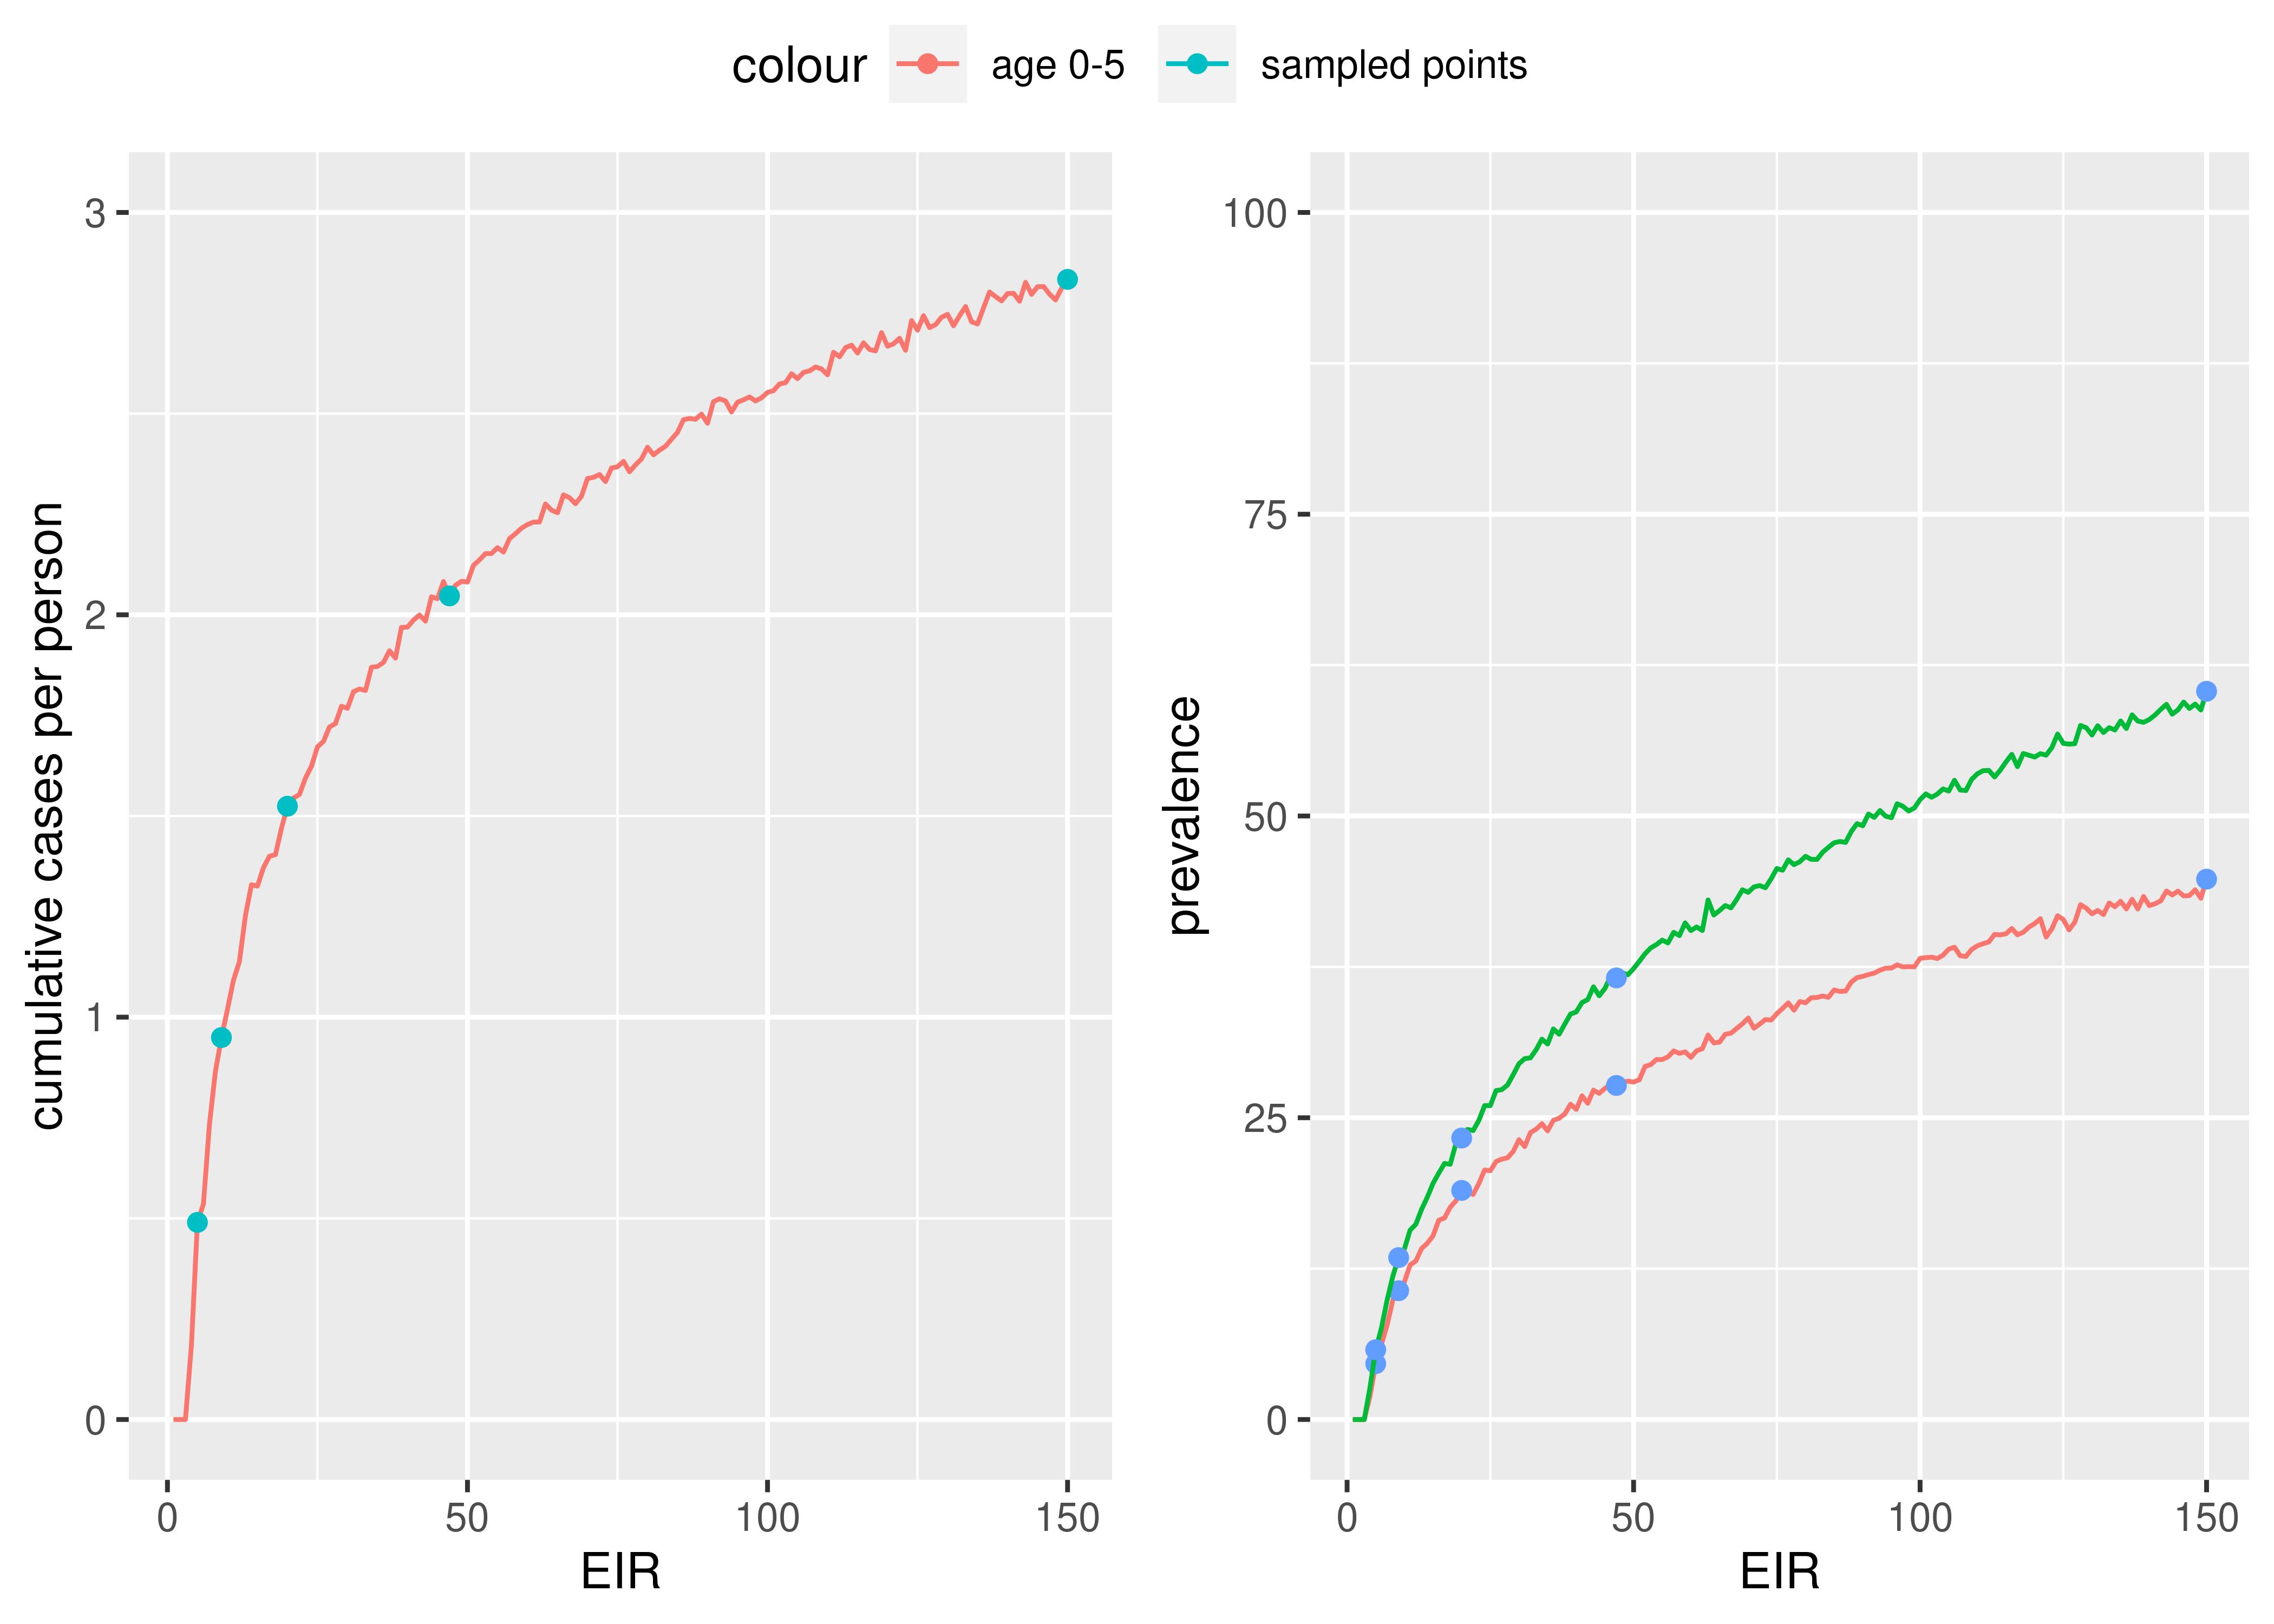 colour age 0-5 sampled points
cumulative cases per person
3
2
1
0
0 50 100 150
EIR
prevalence
100
75
50
25
0
0 50 100 150
EIR